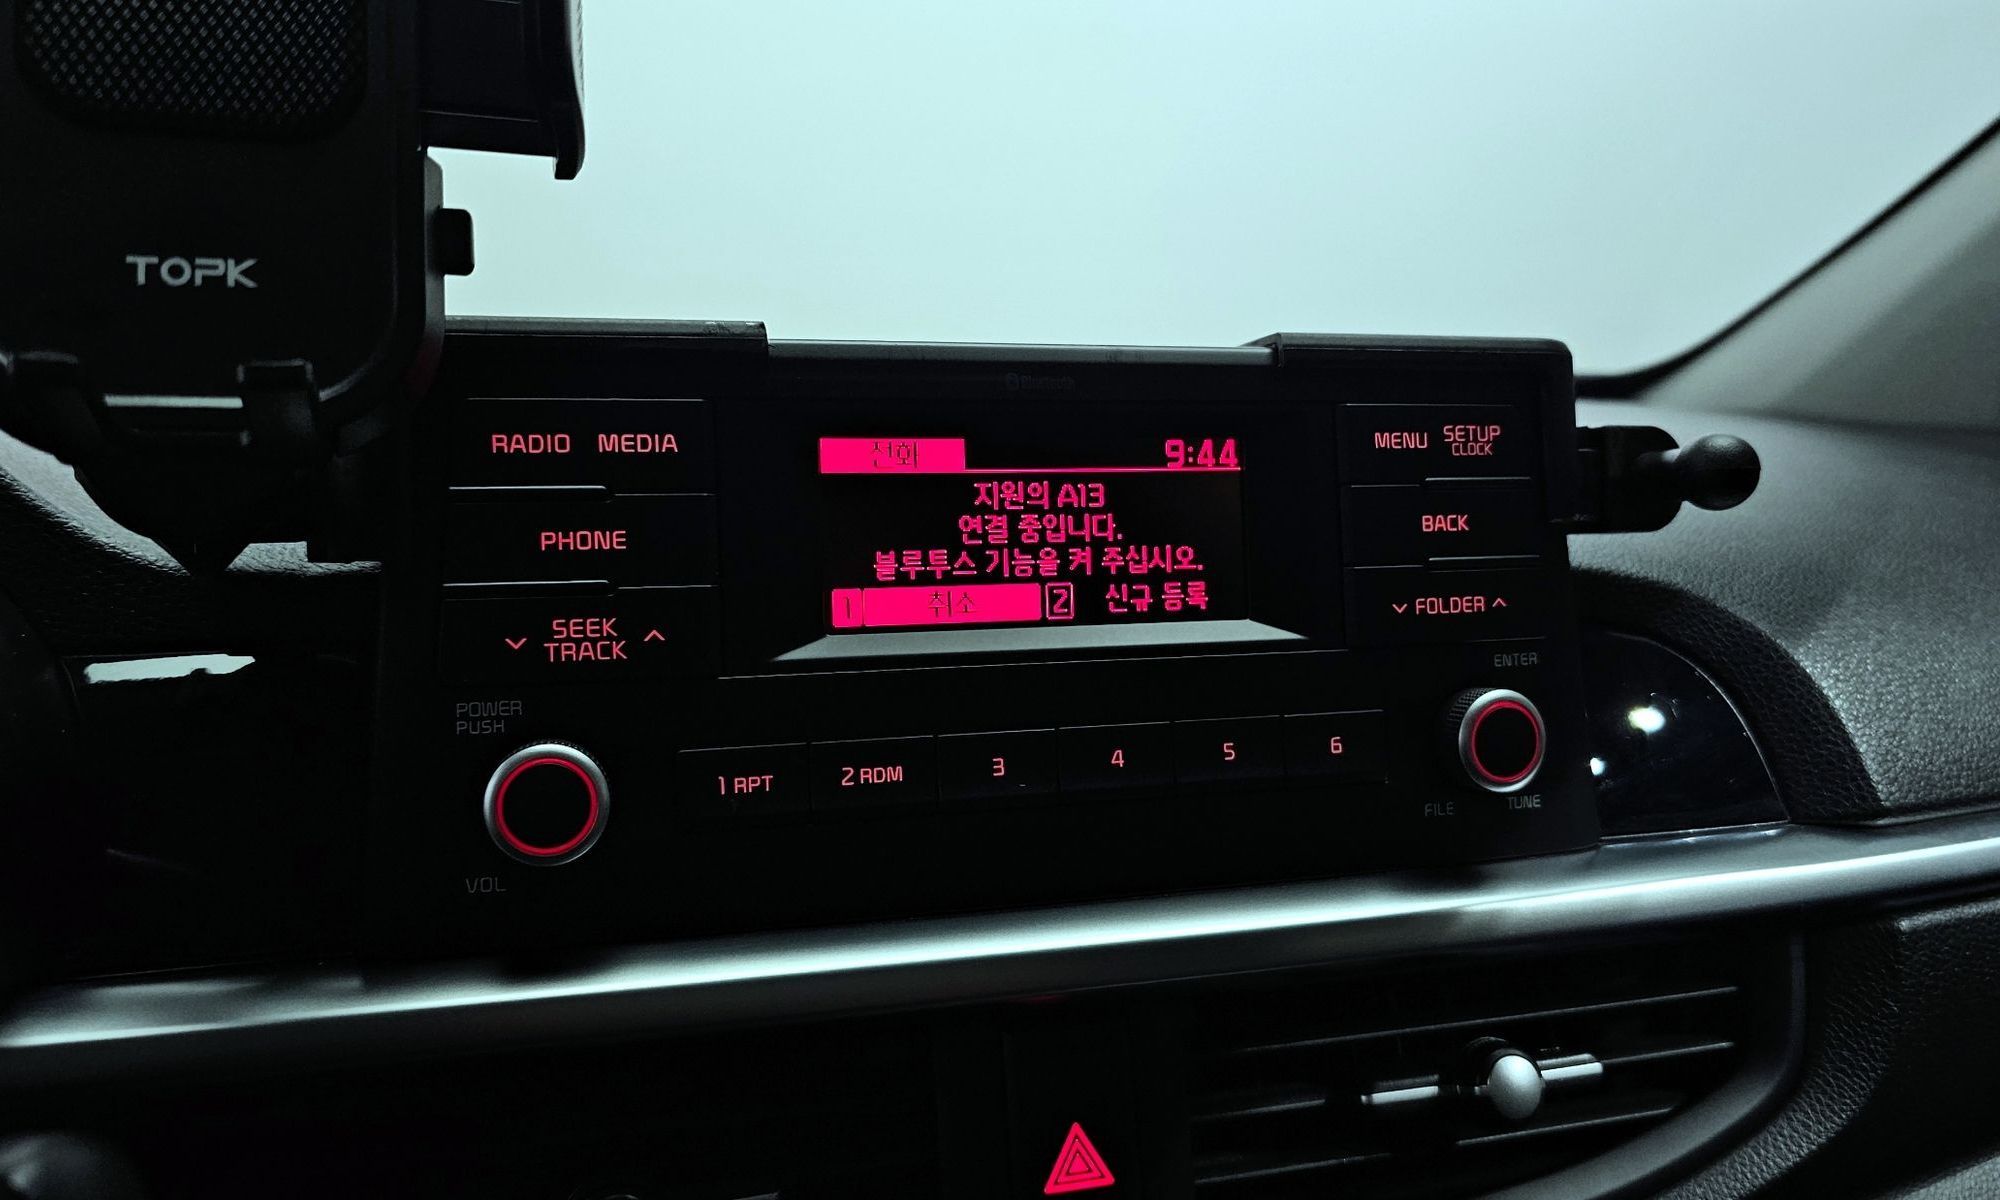 TOPK
Bluetooth
RADIO MEDIA
PHONE
SEEK
TRACK
POWER
PUSH
VOL
전화 9:44
지원의 A13
연결 중입니다.
블루투스 기능을 켜 주십시오.
1 취소 2 신규 등록
MENU SETUP
CLOCK
BACK
FOLDER
ENTER
FILE TUNE
1 RPT 2 RDM 3 4 5 6